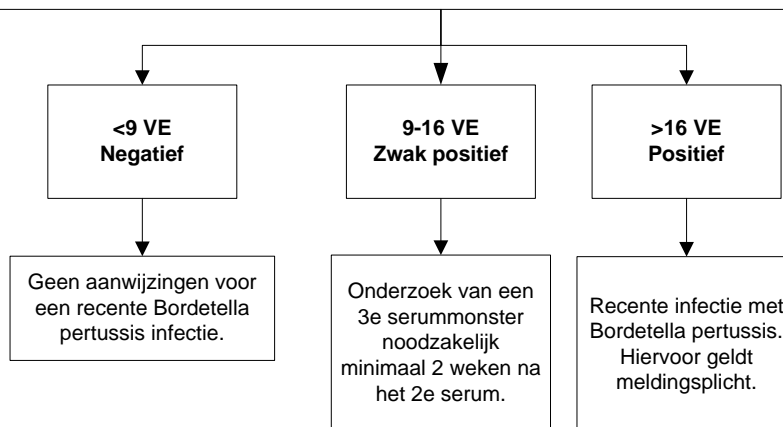 <9 VE
Negatief
9-16 VE
Zwak positief
>16 VE
Positief
Geen aanwijzingen voor
een recente Bordetella
pertussis infectie.
Onderzoek van een
3e serummonster
noodzakelijk
minimaal 2 weken na
het 2e serum.
Recente infectie met
Bordetella pertussis.
Hiervoor geldt
meldingsplicht.